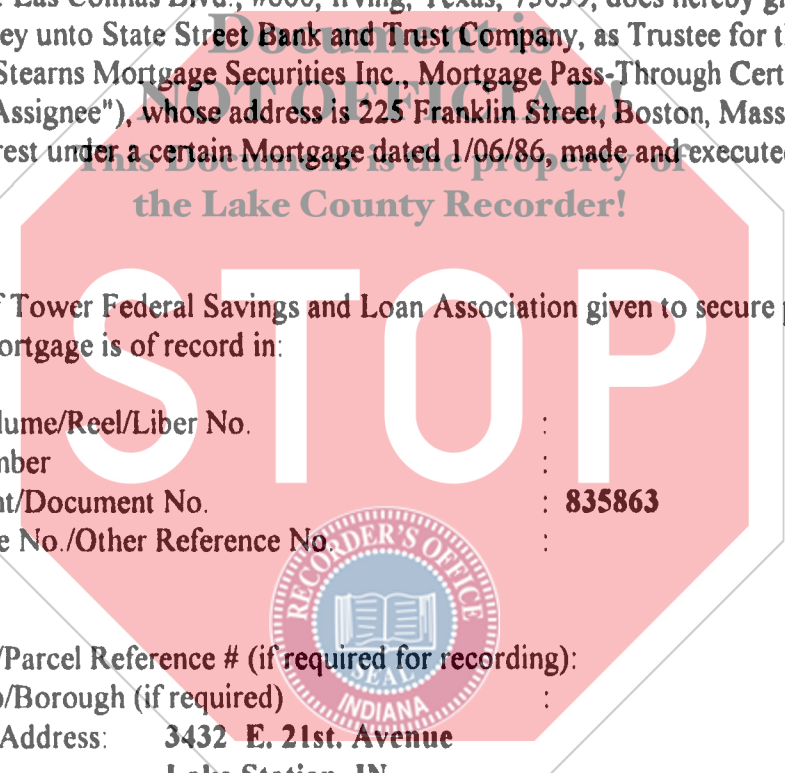 Las Colinas Blvd., #600, Irving, Texas, 75039, does hereby
ey unto State Street Bank and Trust Company, as Trustee for
Document is
Stearns Mortgage Securities Inc., Mortgage Pass-Through
NOT OFFICIAL!
Assignee"), whose address is 225 Franklin Street, Boston,
This Document is the property of
rest under a certain Mortgage dated 1/06/86, made and executed
the Lake County Recorder!
STOP
Tower Federal Savings and Loan Association given to secure
ortgage is of record in:
lume/Reel/Liber No. :
mber :
nt/Document No. : 835863
e No./Other Reference No. :
RECORDER'S OFFICE
SEAL
INDIANA
/Parcel Reference # (if required for recording):
o/Borough (if required) :
Address: 3432 E. 21st. Avenue
Lake Station, IN